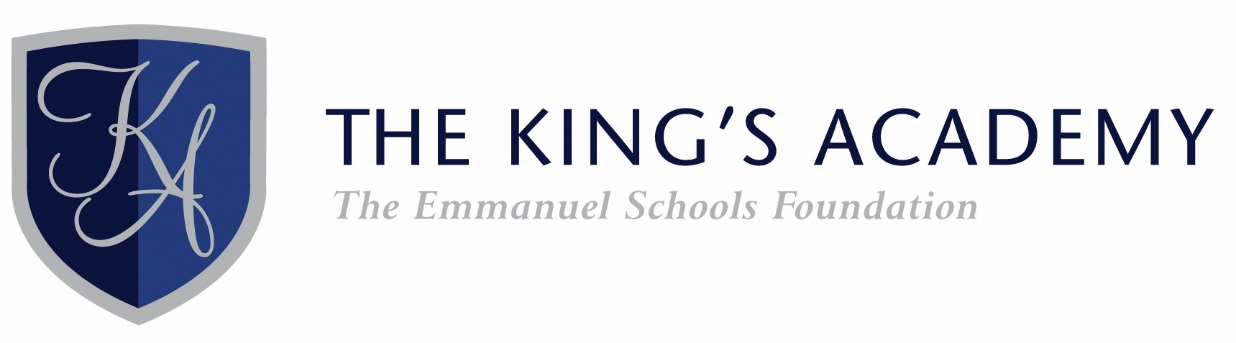 KA
THE KING’S ACADEMY
The Emmanuel Schools Foundation